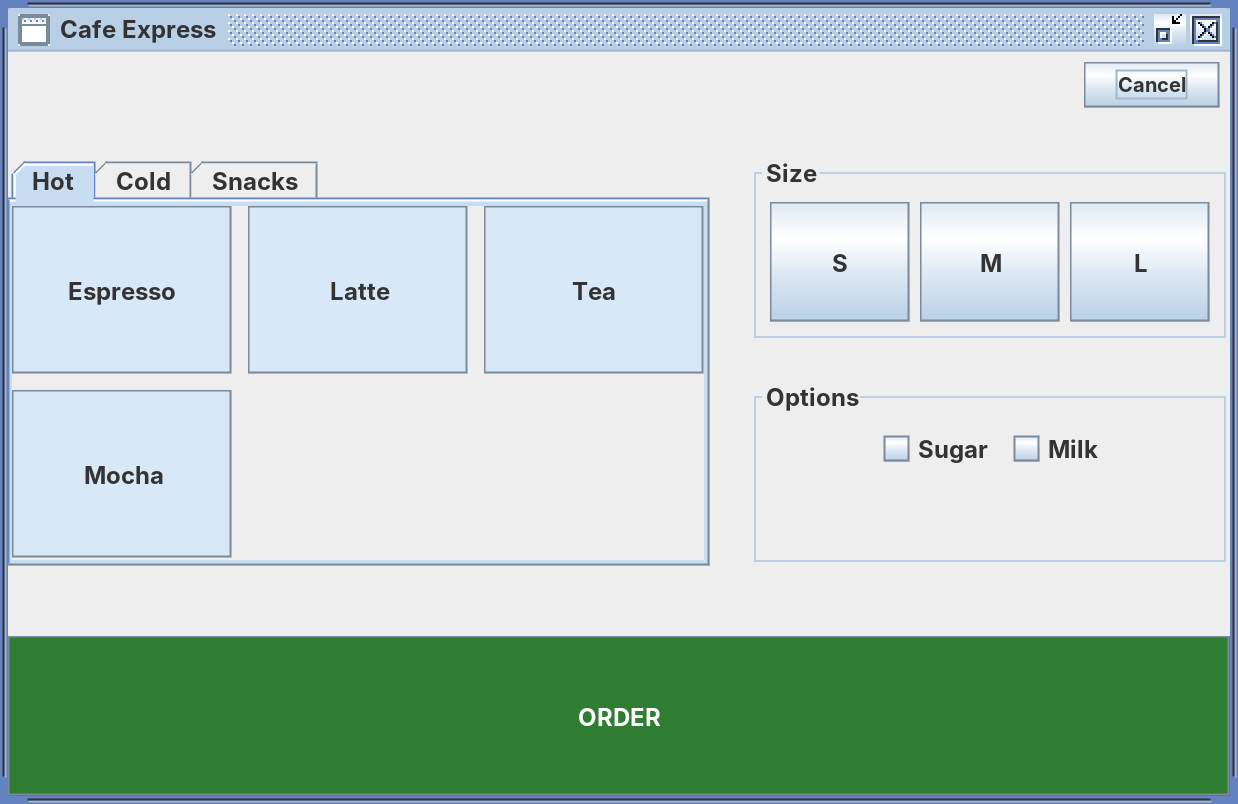 Cafe Express
Cancel
Hot Cold Snacks
Size
Espresso Latte Tea
S M L
Options
Sugar Milk
Mocha
ORDER